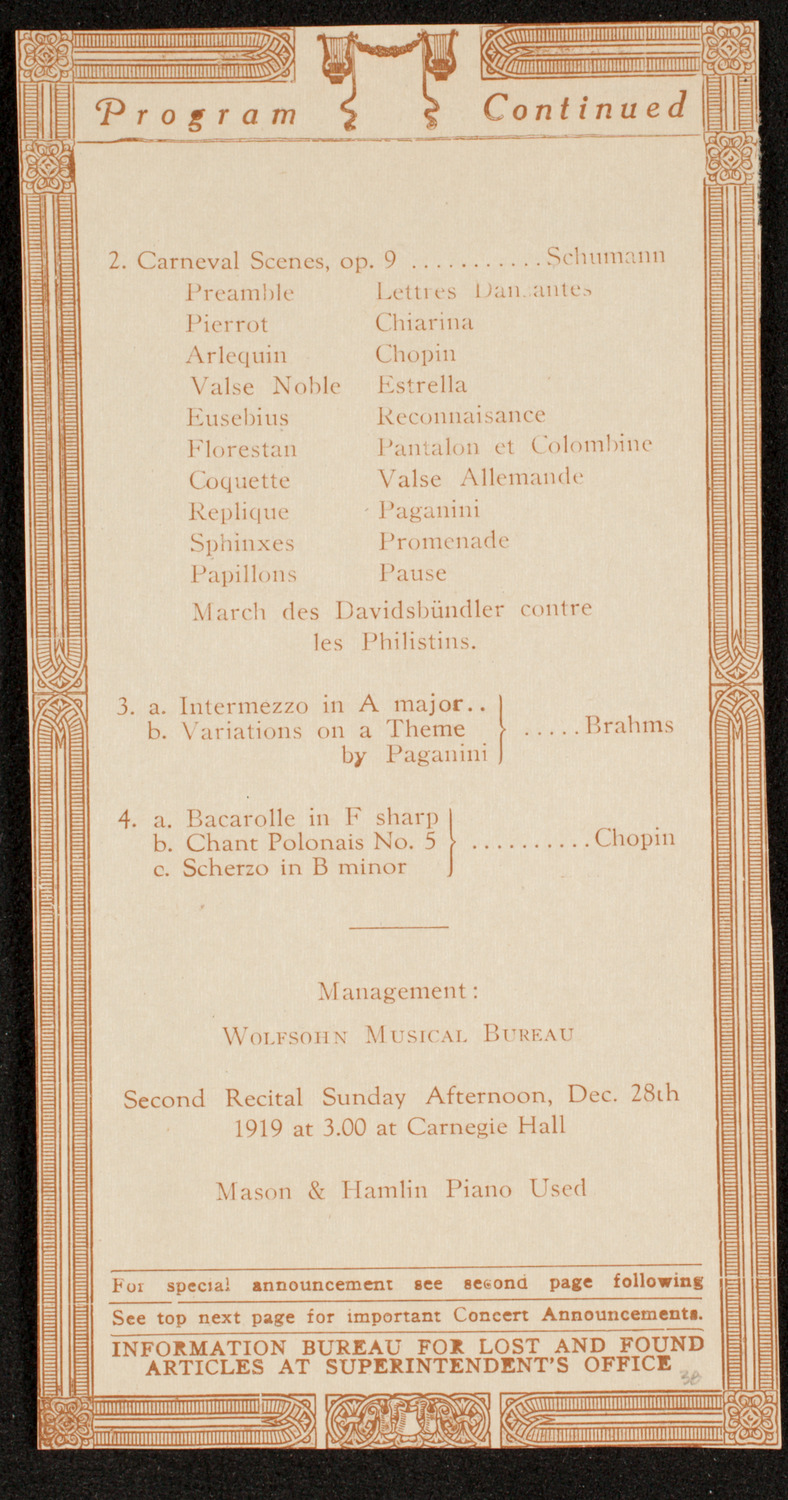 Program Continued
2. Carneval Scenes, op. 9 ...........Schumann
Preamble Lettres Dansantes
Pierrot Chiarina
Arlequin Chopin
Valse Noble Estrella
Eusebius Reconnaisance
Florestan Pantalon et Colombine
Coquette Valse Allemande
Replique Paganini
Sphinxes Promenade
Papillons Pause
March des Davidsbündler contre
les Philistins.
3. a. Intermezzo in A major..
b. Variations on a Theme .....Brahms
by Paganini
4. a. Bacarolle in F sharp
b. Chant Polonais No. 5 ..........Chopin
c. Scherzo in B minor
Management:
WOLFSOHN MUSICAL BUREAU
Second Recital Sunday Afternoon, Dec. 28th
1919 at 3.00 at Carnegie Hall
Mason & Hamlin Piano Used
For special announcement see second page following
See top next page for important Concert Announcements.
INFORMATION BUREAU FOR LOST AND FOUND
ARTICLES AT SUPERINTENDENT'S OFFICE
38